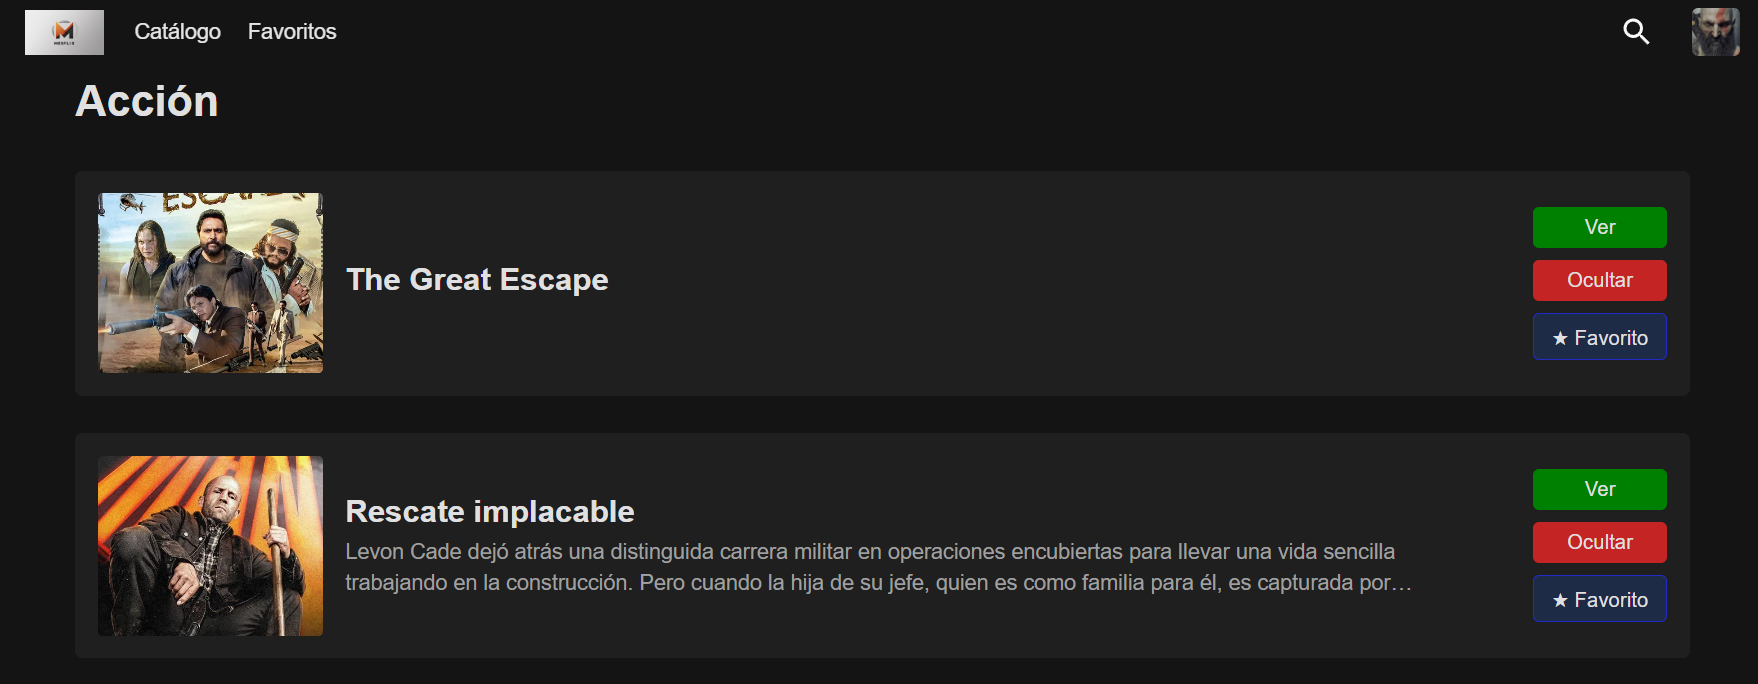 MOSFLIX
Catálogo
Favoritos
Acción
ESCAPE
The Great Escape
Ver
Ocultar
★ Favorito
Rescate implacable
Levon Cade dejó atrás una distinguida carrera militar en operaciones encubiertas para llevar una vida sencilla
trabajando en la construcción. Pero cuando la hija de su jefe, quien es como familia para él, es capturada por…
Ver
Ocultar
★ Favorito